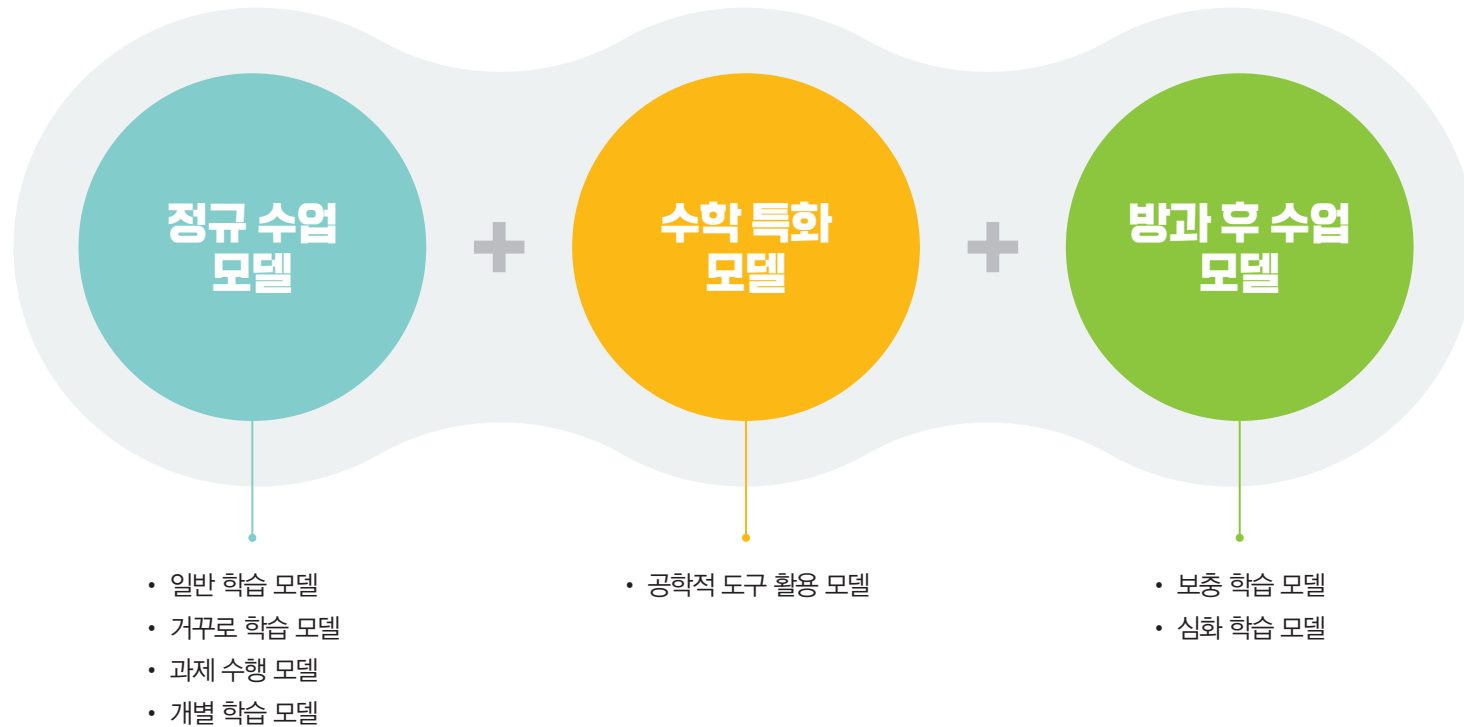 정규 수업
모델
+
수학 특화
모델
+
방과 후 수업
모델
• 일반 학습 모델
• 거꾸로 학습 모델
• 과제 수행 모델
• 개별 학습 모델
• 공학적 도구 활용 모델
• 보충 학습 모델
• 심화 학습 모델